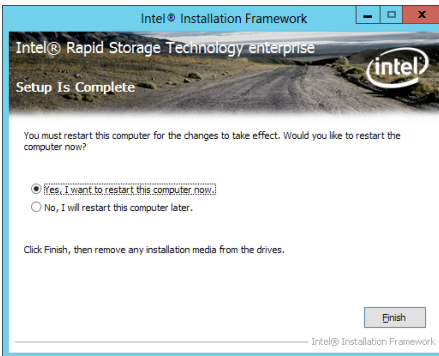 Intel® Installation Framework
Intel® Rapid Storage Technology enterprise
intel
Setup Is Complete
You must restart this computer for the changes to take effect. Would you like to restart the
computer now?
Yes, I want to restart this computer now.
No, I will restart this computer later.
Click Finish, then remove any installation media from the drives.
Finish
Intel® Installation Framework